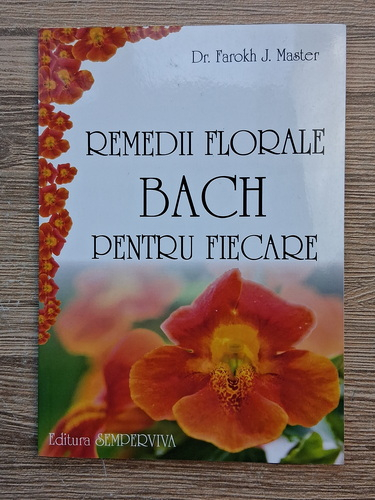 Dr. Farokh J. Master
REMEDII FLORALE
BACH
PENTRU FIECARE
Editura SEMPERVIVA